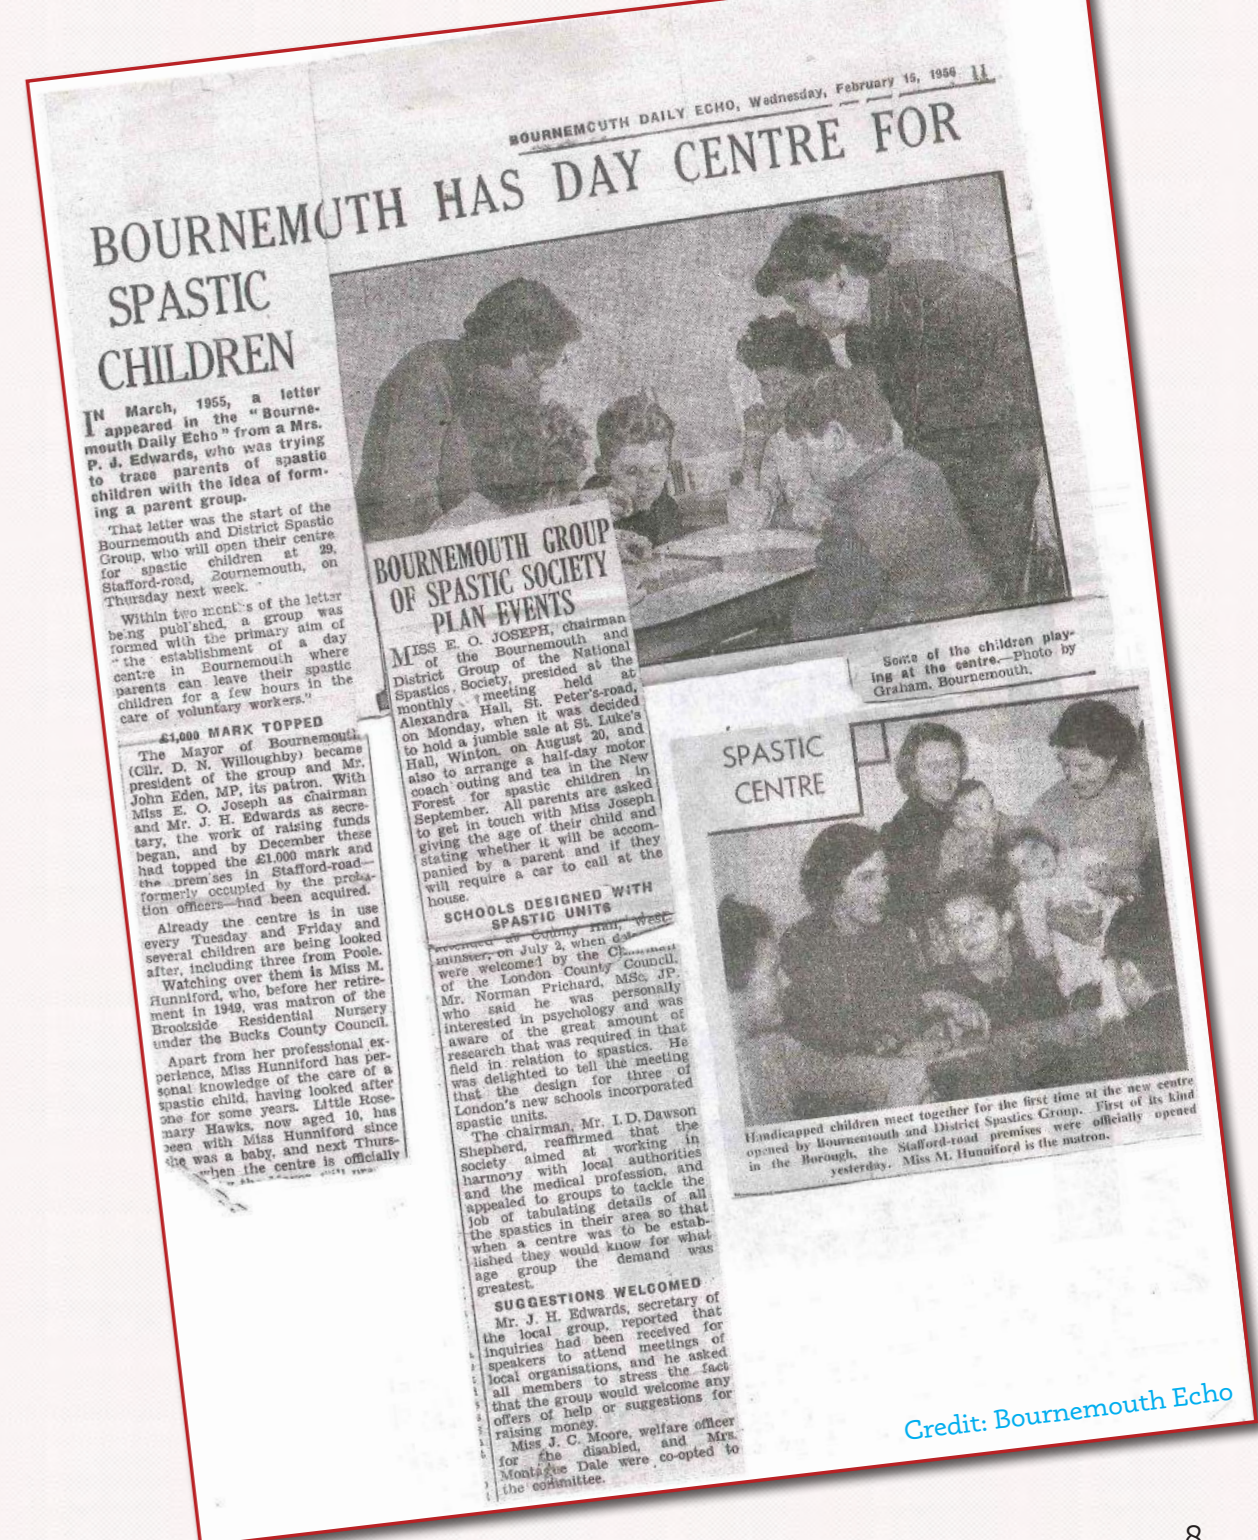 BOURNEMOUTH DAILY ECHO, Wednesday, February 15, 1956 11
BOURNEMOUTH HAS DAY CENTRE FOR
SPASTIC
CHILDREN
IN March, 1955, a letter
appeared in the "Bourne-
mouth Daily Echo" from a Mrs.
P. J. Edwards, who was trying
to trace parents of spastic
children with the idea of form-
ing a parent group.
That letter was the start of the
Bournemouth and District Spastic
Group, who will open their centre
for spastic children at 29,
Stafford-road, Bournemouth, on
Thursday next week.
Within two months of the letter
being published, a group was
formed with the primary aim of
"the establishment of a day
centre in Bournemouth where
parents can leave their spastic
children for a few hours in the
care of voluntary workers."
£1,000 MARK TOPPED
The Mayor of Bournemouth
(Cllr. D. N. Willoughby) became
president of the group and Mr.
John Eden, MP, its patron. With
Miss E. O. Joseph as chairman
and Mr. J. H. Edwards as secre-
tary, the work of raising funds
began, and by December these
had topped the £1,000 mark and
the premises in Stafford-road—
formerly occupied by the proba-
tion officers—had been acquired.
Already the centre is in use
every Tuesday and Friday and
several children are being looked
after, including three from Poole.
Watching over them is Miss M.
Hunniford, who, before her retire-
ment in 1949, was matron of the
Brookside Residential Nursery
under the Bucks County Council.
Apart from her professional ex-
perience, Miss Hunniford has per-
sonal knowledge of the care of a
spastic child, having looked after
one for some years. Little Rose-
mary Hawks, now aged 10, has
been with Miss Hunniford since
she was a baby, and next Thurs-
when the centre is officially
BOURNEMOUTH GROUP
OF SPASTIC SOCIETY
PLAN EVENTS
MISS E. O. JOSEPH, chairman
of the Bournemouth and
District Group of the National
Spastics Society, presided at the
monthly meeting held at
Alexandra Hall, St. Peter's-road,
on Monday, when it was decided
to hold a jumble sale at St. Luke's
Hall, Winton, on August 20, and
also to arrange a half-day motor
coach outing and tea in the New
Forest for spastic children in
September. All parents are asked
to get in touch with Miss Joseph
giving the age of their child and
stating whether it will be accom-
panied by a parent and if they
will require a car to call at the
house.
SCHOOLS DESIGNED WITH
SPASTIC UNITS
at County Hall, West-
minster, on July 2, when
were welcomed by the
of the London County Council,
Mr. Norman Prichard, MSc, JP,
who said he was personally
interested in psychology and was
aware of the great amount of
research that was required in that
field in relation to spastics. He
was delighted to tell the meeting
that the design for three of
London's new schools incorporated
spastic units.
The chairman, Mr. I. D. Dawson
Shepherd, reaffirmed that the
society aimed at working in
harmony with local authorities
and the medical profession, and
appealed to groups to tackle the
job of tabulating details of all
the spastics in their area so that
when a centre was to be estab-
lished they would know for what
age group the demand was
greatest.
SUGGESTIONS WELCOMED
Mr. J. H. Edwards, secretary of
the local group, reported that
inquiries had been received for
speakers to attend meetings of
local organisations, and he asked
all members to stress the fact
that the group would welcome any
offers of help or suggestions for
raising money.
Miss J. C. Moore, welfare officer
for the disabled, and Mrs.
Montague Dale were co-opted to
the committee.
Some of the children play-
ing at the centre.—Photo by
Graham, Bournemouth.
SPASTIC
CENTRE
Handicapped children meet together for the first time at the new centre
opened by Bournemouth and District Spastics Group. First of its kind
in the Borough, the Stafford-road premises were officially opened
yesterday. Miss M. Hunniford is the matron.
Credit: Bournemouth Echo
8